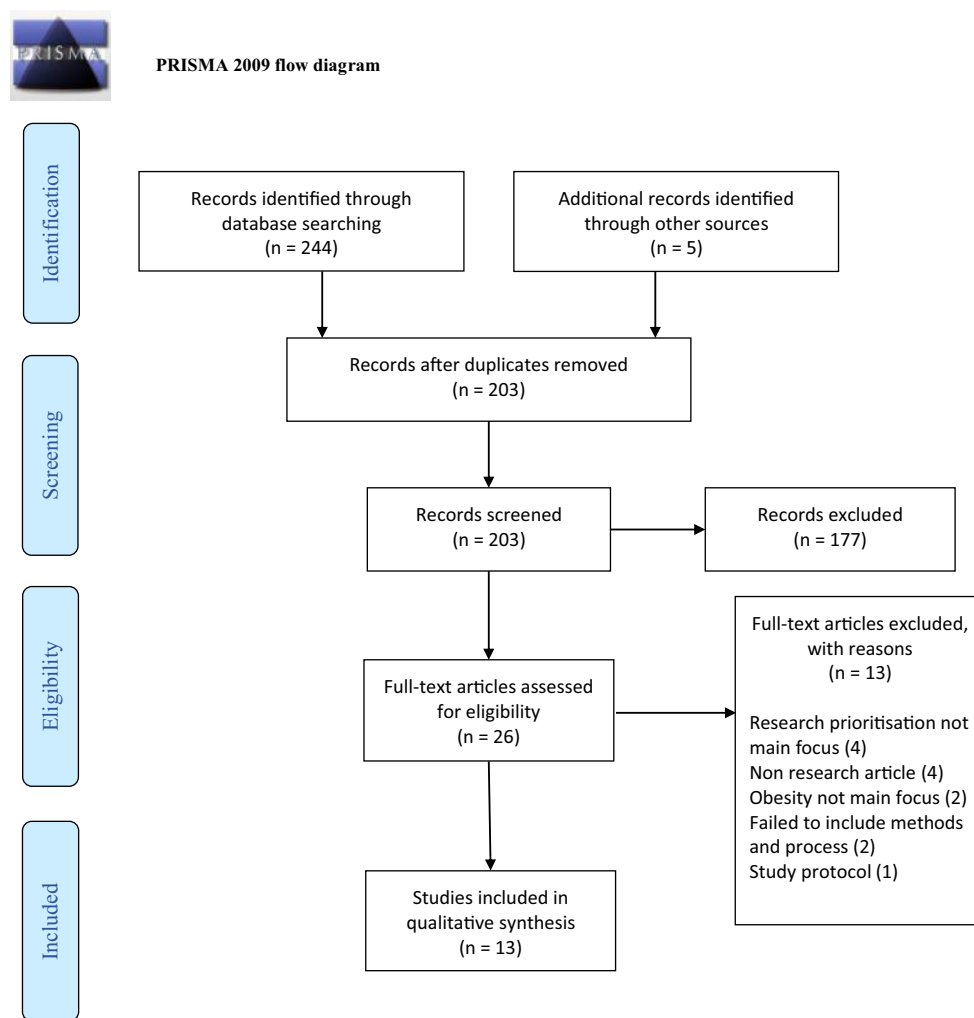 PRISMA
PRISMA 2009 flow diagram
Identification
Records identified through
database searching
(n = 244)
Additional records identified
through other sources
(n = 5)
Records after duplicates removed
(n = 203)
Screening
Records screened
(n = 203)
Records excluded
(n = 177)
Eligibility
Full-text articles assessed
for eligibility
(n = 26)
Full-text articles excluded,
with reasons
(n = 13)
Research prioritisation not
main focus (4)
Non research article (4)
Obesity not main focus (2)
Failed to include methods
and process (2)
Study protocol (1)
Included
Studies included in
qualitative synthesis
(n = 13)